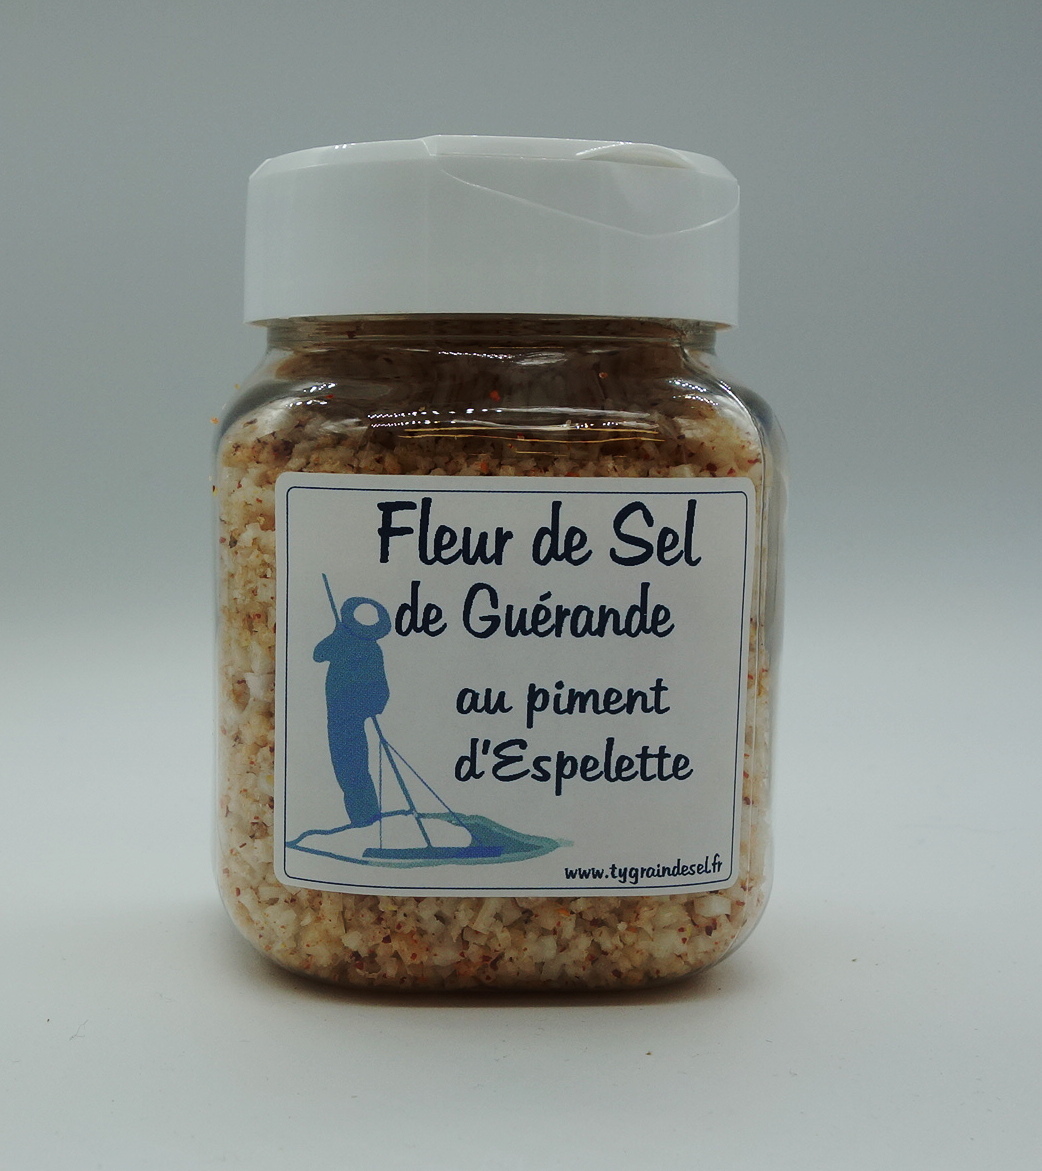 Fleur de Sel
de Guérande
au piment
d'Espelette
www.tygraindesel.fr